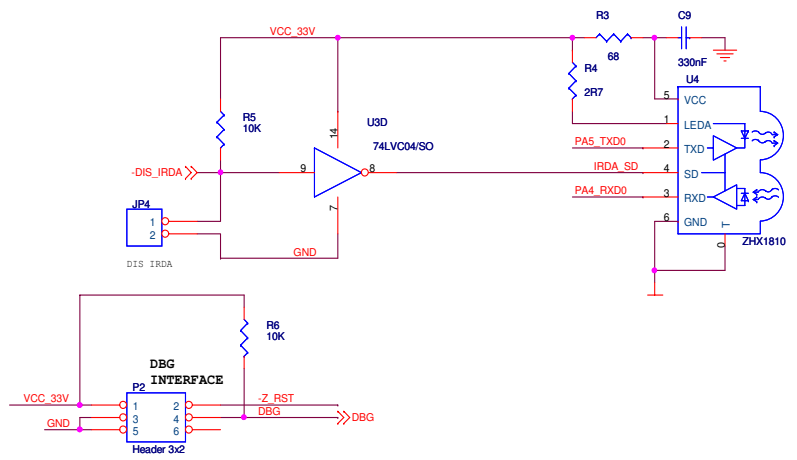 R3
C9
VCC_33V
68
330nF
R4
2R7
U4
R5
10K
U3D
74LVC04/SO
14
5
VCC
1
LEDA
PA5_TXD0
2
TXD
-DIS_IRDA
9
8
IRDA_SD
4
SD
PA4_RXD0
3
RXD
JP4
1
2
7
6
GND
T
0
ZHX1810
GND
DIS IRDA
R6
10K
DBG
INTERFACE
P2
VCC_33V
1
2
-Z_RST
3
4
DBG
DBG
GND
5
6
Header 3x2